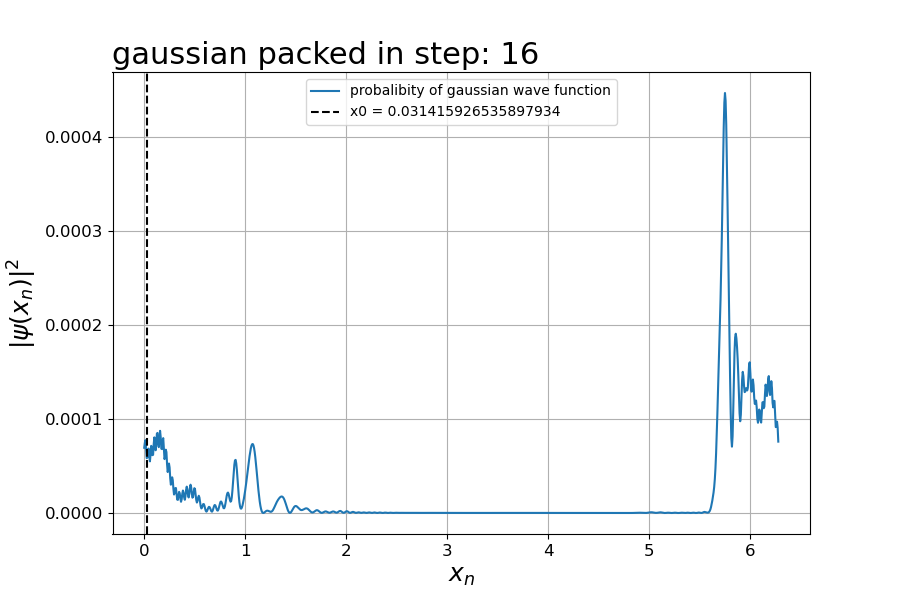 gaussian packed in step: 16
probalibity of gaussian wave function
x0 = 0.031415926535897934
|ψ(xₙ)|²
0.0004
0.0003
0.0002
0.0001
0.0000
0 1 2 3 4 5 6
xₙ